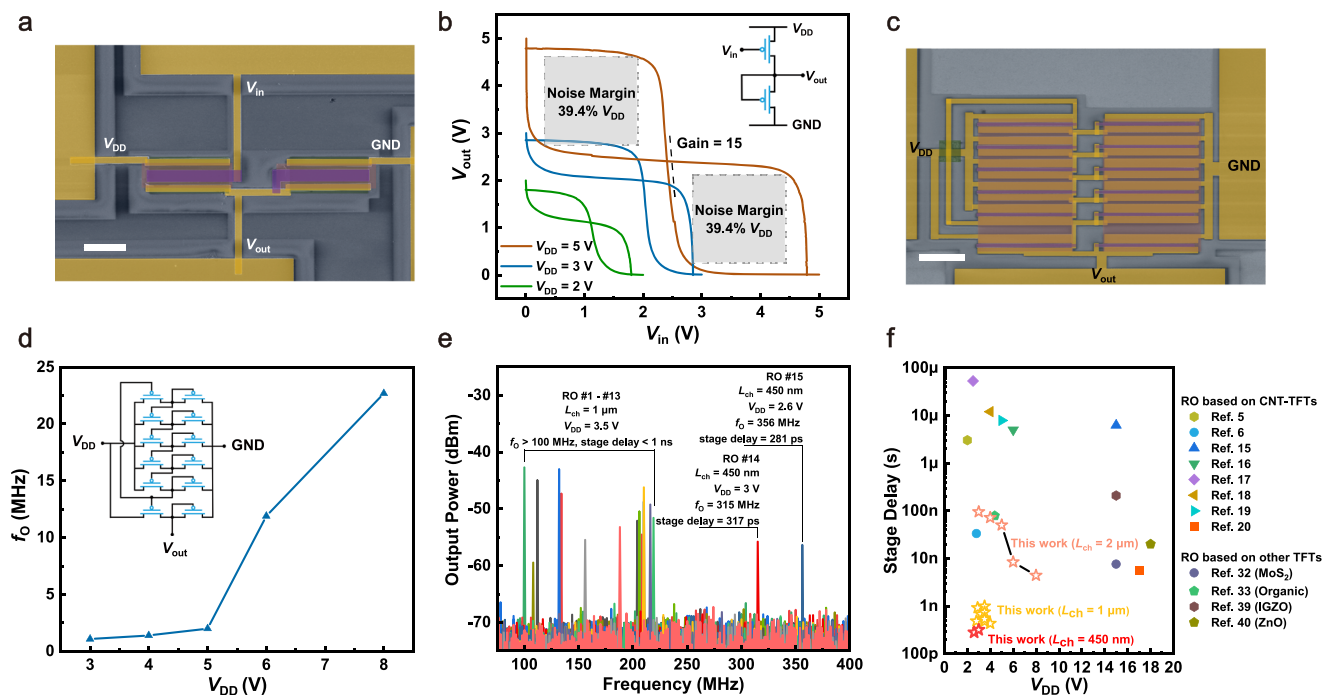 a
V_in
V_DD
GND
V_out
b
V_out (V)
5
4
3
2
1
0
Noise Margin
39.4% V_DD
Gain = 15
Noise Margin
39.4% V_DD
V_DD = 5 V
V_DD = 3 V
V_DD = 2 V
V_DD
V_in
V_out
GND
0 1 2 3 4 5
V_in (V)
c
V_DD
GND
V_out
d
f_O (MHz)
25
20
15
10
5
0
V_DD
GND
V_out
3 4 5 6 7 8
V_DD (V)
e
Output Power (dBm)
-30
-40
-50
-60
-70
RO #1 - #13
L_ch = 1 μm
V_DD = 3.5 V
f_O > 100 MHz, stage delay < 1 ns
RO #15
L_ch = 450 nm
V_DD = 2.6 V
f_O = 356 MHz
stage delay = 281 ps
RO #14
L_ch = 450 nm
V_DD = 3 V
f_O = 315 MHz
stage delay = 317 ps
100 150 200 250 300 350 400
Frequency (MHz)
f
Stage Delay (s)
100μ
10μ
1μ
100n
10n
1n
100p
This work (L_ch = 2 μm)
This work (L_ch = 1 μm)
This work (L_ch = 450 nm)
0 2 4 6 8 10 12 14 16 18 20
V_DD (V)
RO based on CNT-TFTs
Ref. 5
Ref. 6
Ref. 15
Ref. 16
Ref. 17
Ref. 18
Ref. 19
Ref. 20
RO based on other TFTs
Ref. 32 (MoS₂)
Ref. 33 (Organic)
Ref. 39 (IGZO)
Ref. 40 (ZnO)